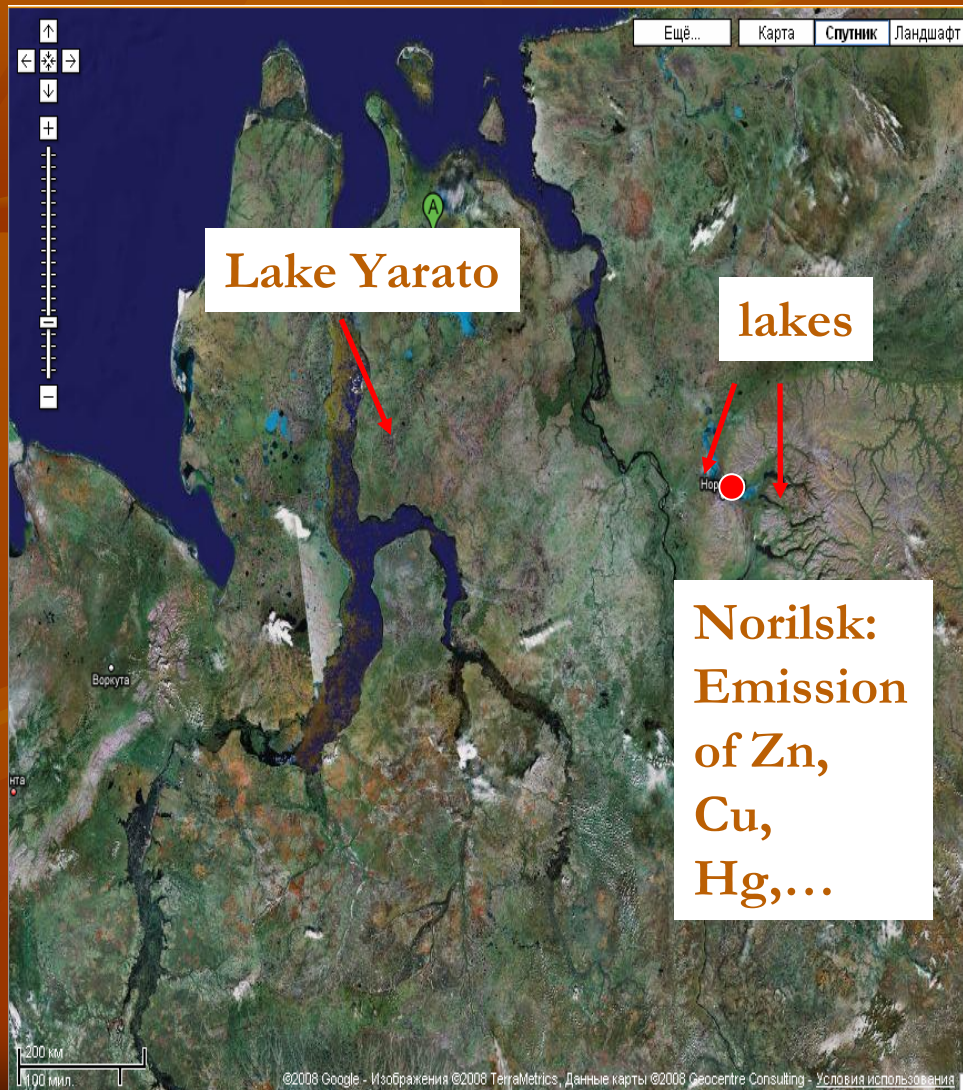 Ещё...
Карта
Спутник
Ландшафт
A
Lake Yarato
lakes
Нор
Norilsk:
Emission
of Zn,
Cu,
Hg,...
Воркута
нта
200 км
100 мил.
©2008 Google - Изображения ©2008 TerraMetrics, Данные карты ©2008 Geocentre Consulting - Условия использования